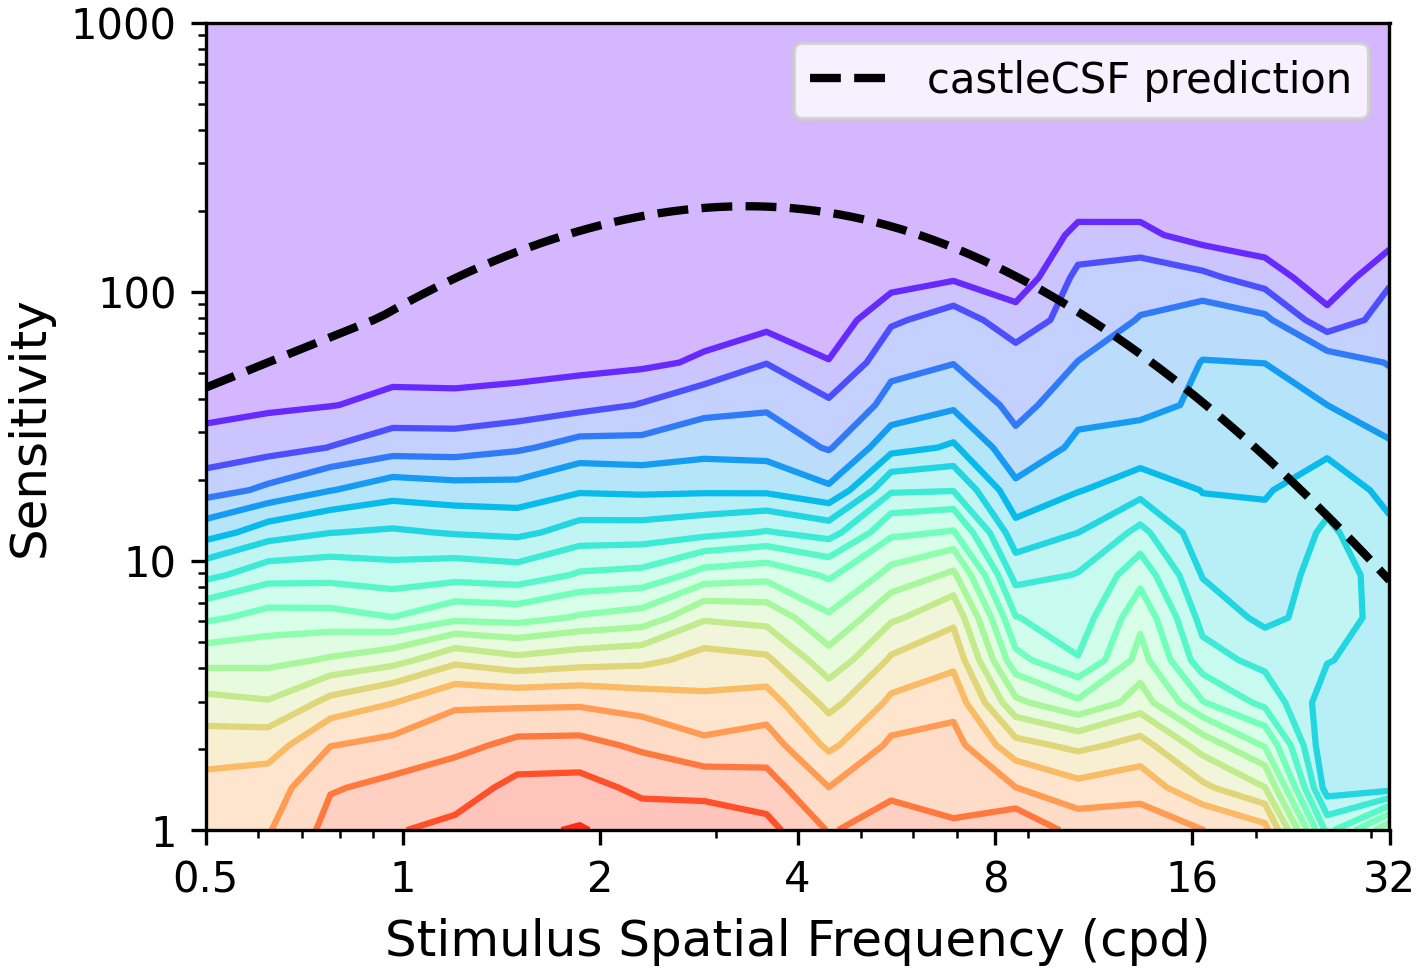 1000
100
10
1
Sensitivity
castleCSF prediction
0.5 1 2 4 8 16 32
Stimulus Spatial Frequency (cpd)